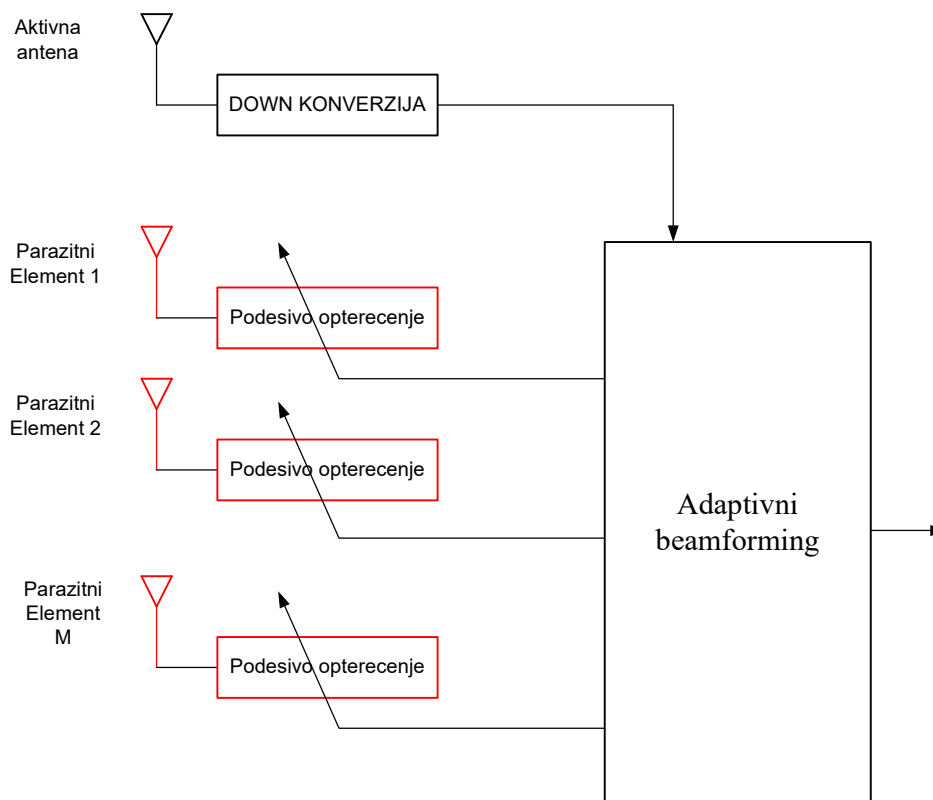 Aktivna
antena
DOWN KONVERZIJA
Parazitni
Element 1
Podesivo opterecenje
Parazitni
Element 2
Podesivo opterecenje
Adaptivni
beamforming
Parazitni
Element
M
Podesivo opterecenje